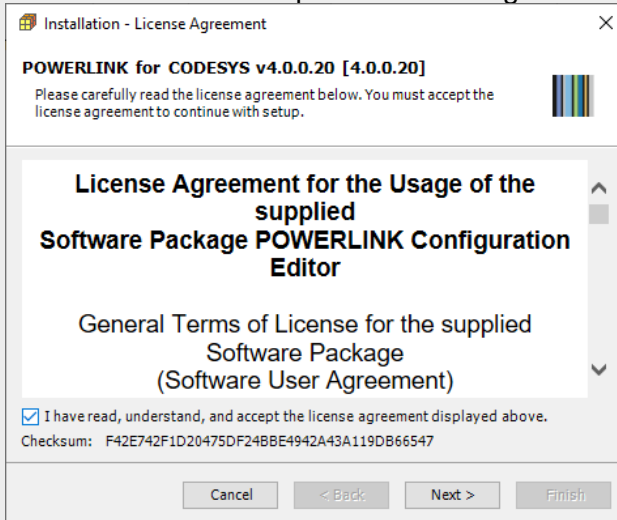 Installation - License Agreement
POWERLINK for CODESYS v4.0.0.20 [4.0.0.20]
Please carefully read the license agreement below. You must accept the
license agreement to continue with setup.
License Agreement for the Usage of the
supplied
Software Package POWERLINK Configuration
Editor
General Terms of License for the supplied
Software Package
(Software User Agreement)
I have read, understand, and accept the license agreement displayed above.
Checksum: F42E742F1D20475DF24BBE4942A43A119DB66547
Cancel
< Back
Next >
Finish